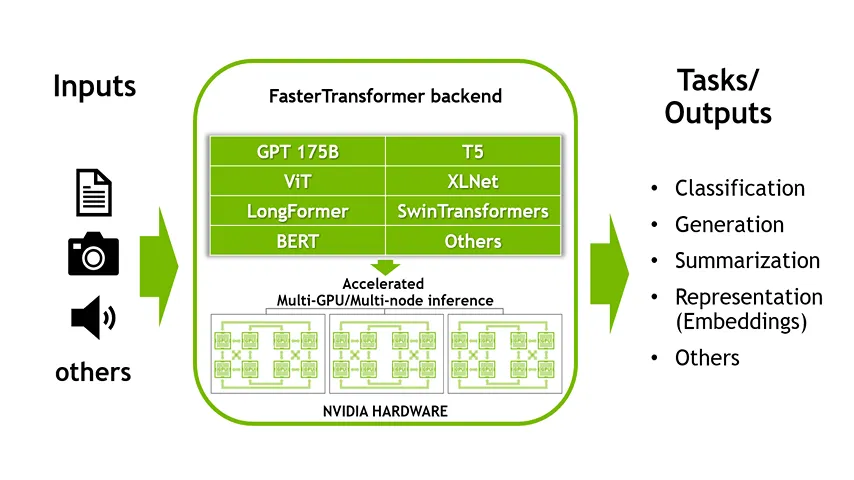 Inputs
others
FasterTransformer backend
GPT 175B
T5
ViT
XLNet
LongFormer
SwinTransformers
BERT
Others
Accelerated
Multi-GPU/Multi-node inference
NVIDIA HARDWARE
Tasks/
Outputs
• Classification
• Generation
• Summarization
• Representation
(Embeddings)
• Others